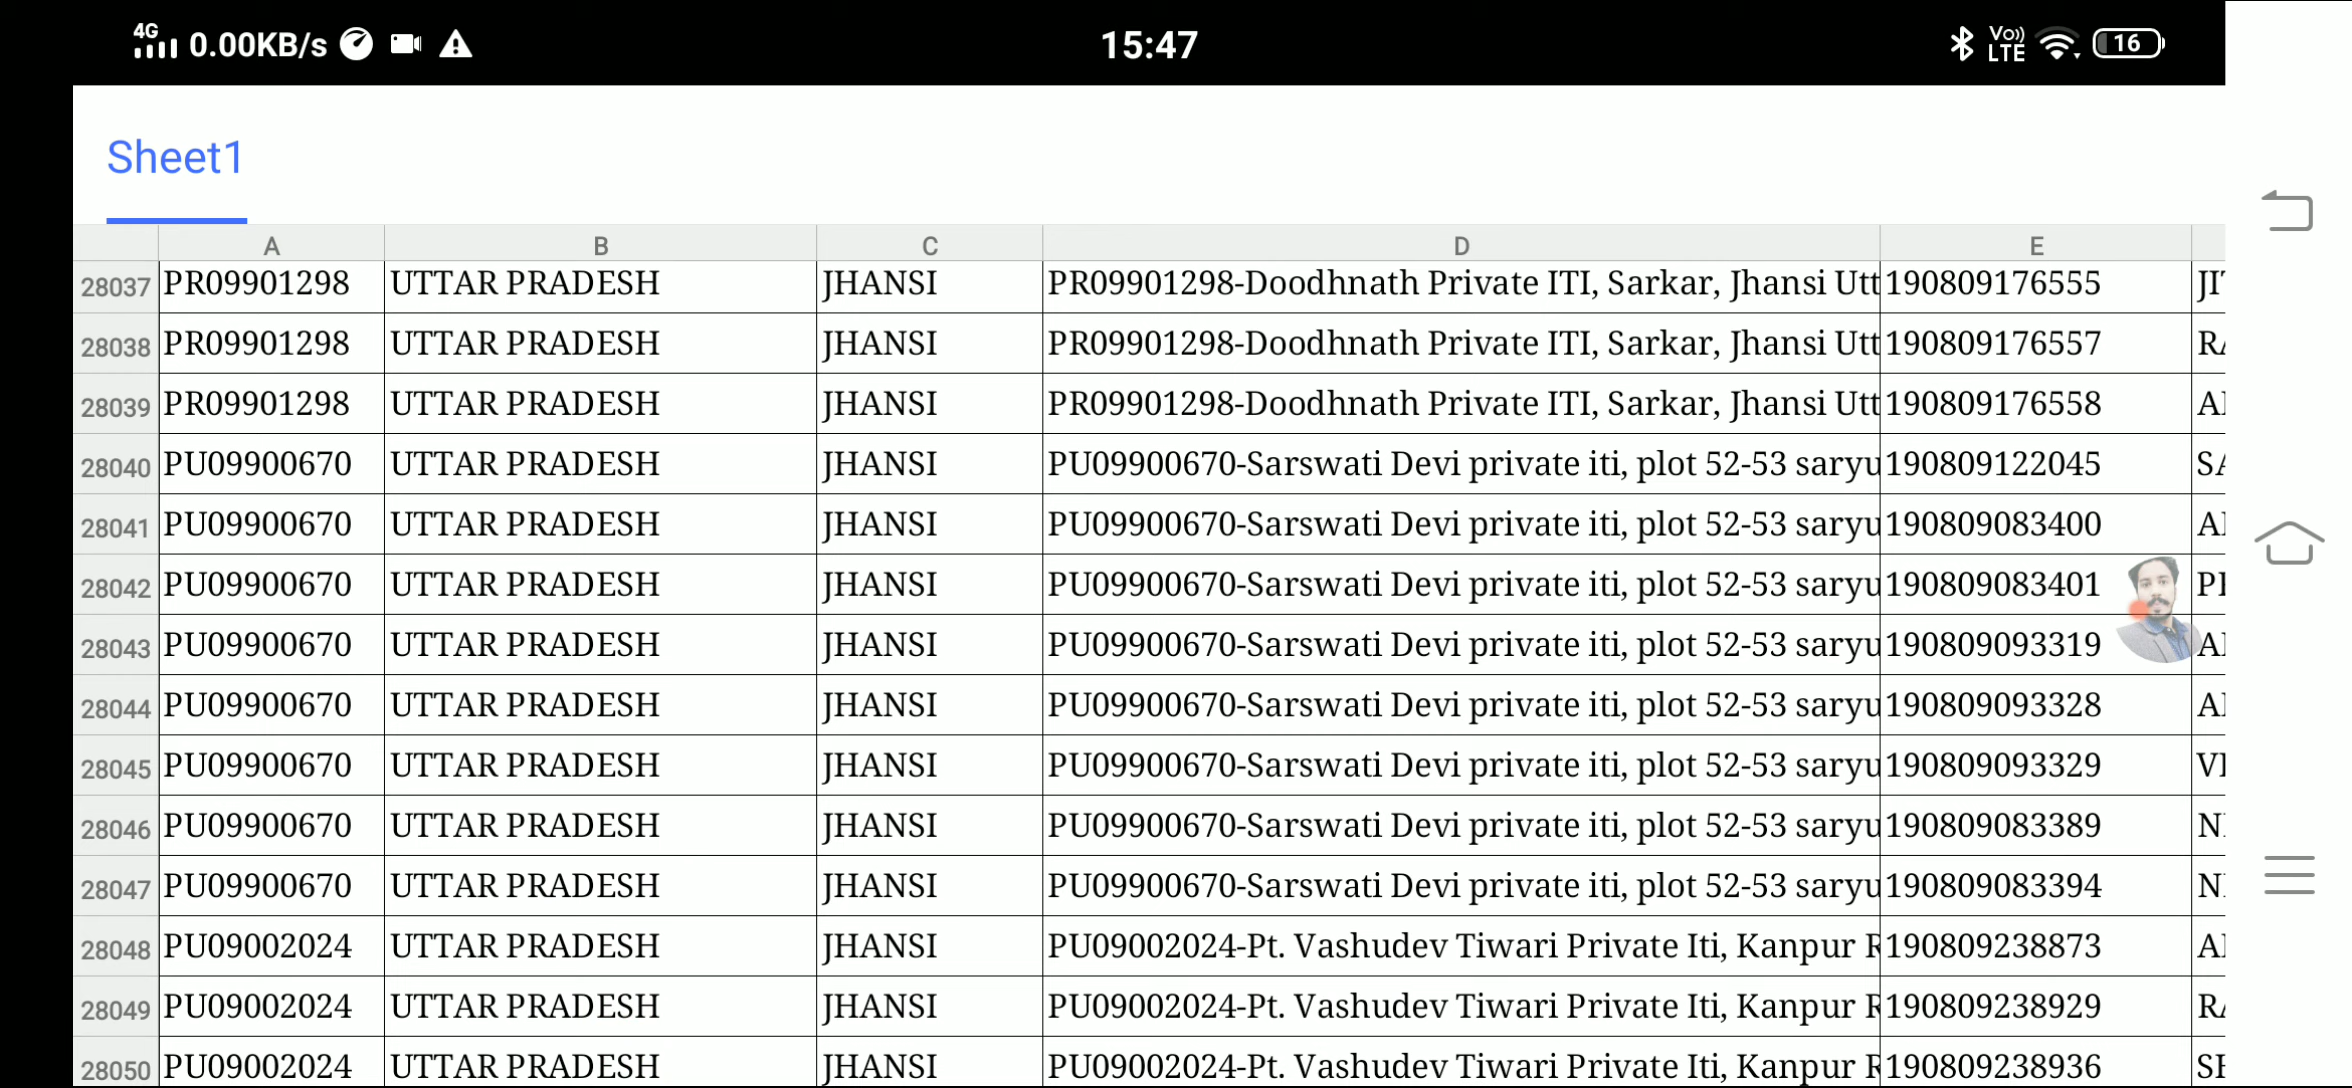 4G 0.00KB/s 15:47 Vo)) LTE 16
Sheet1
A B C D E
28037 PR09901298 UTTAR PRADESH JHANSI PR09901298-Doodhnath Private ITI, Sarkar, Jhansi Utt 190809176555
28038 PR09901298 UTTAR PRADESH JHANSI PR09901298-Doodhnath Private ITI, Sarkar, Jhansi Utt 190809176557
28039 PR09901298 UTTAR PRADESH JHANSI PR09901298-Doodhnath Private ITI, Sarkar, Jhansi Utt 190809176558
28040 PU09900670 UTTAR PRADESH JHANSI PU09900670-Sarswati Devi private iti, plot 52-53 saryu 190809122045
28041 PU09900670 UTTAR PRADESH JHANSI PU09900670-Sarswati Devi private iti, plot 52-53 saryu 190809083400
28042 PU09900670 UTTAR PRADESH JHANSI PU09900670-Sarswati Devi private iti, plot 52-53 saryu 190809083401
28043 PU09900670 UTTAR PRADESH JHANSI PU09900670-Sarswati Devi private iti, plot 52-53 saryu 190809093319
28044 PU09900670 UTTAR PRADESH JHANSI PU09900670-Sarswati Devi private iti, plot 52-53 saryu 190809093328
28045 PU09900670 UTTAR PRADESH JHANSI PU09900670-Sarswati Devi private iti, plot 52-53 saryu 190809093329
28046 PU09900670 UTTAR PRADESH JHANSI PU09900670-Sarswati Devi private iti, plot 52-53 saryu 190809083389
28047 PU09900670 UTTAR PRADESH JHANSI PU09900670-Sarswati Devi private iti, plot 52-53 saryu 190809083394
28048 PU09002024 UTTAR PRADESH JHANSI PU09002024-Pt. Vashudev Tiwari Private Iti, Kanpur R 190809238873
28049 PU09002024 UTTAR PRADESH JHANSI PU09002024-Pt. Vashudev Tiwari Private Iti, Kanpur R 190809238929
28050 PU09002024 UTTAR PRADESH JHANSI PU09002024-Pt. Vashudev Tiwari Private Iti, Kanpur R 190809238936